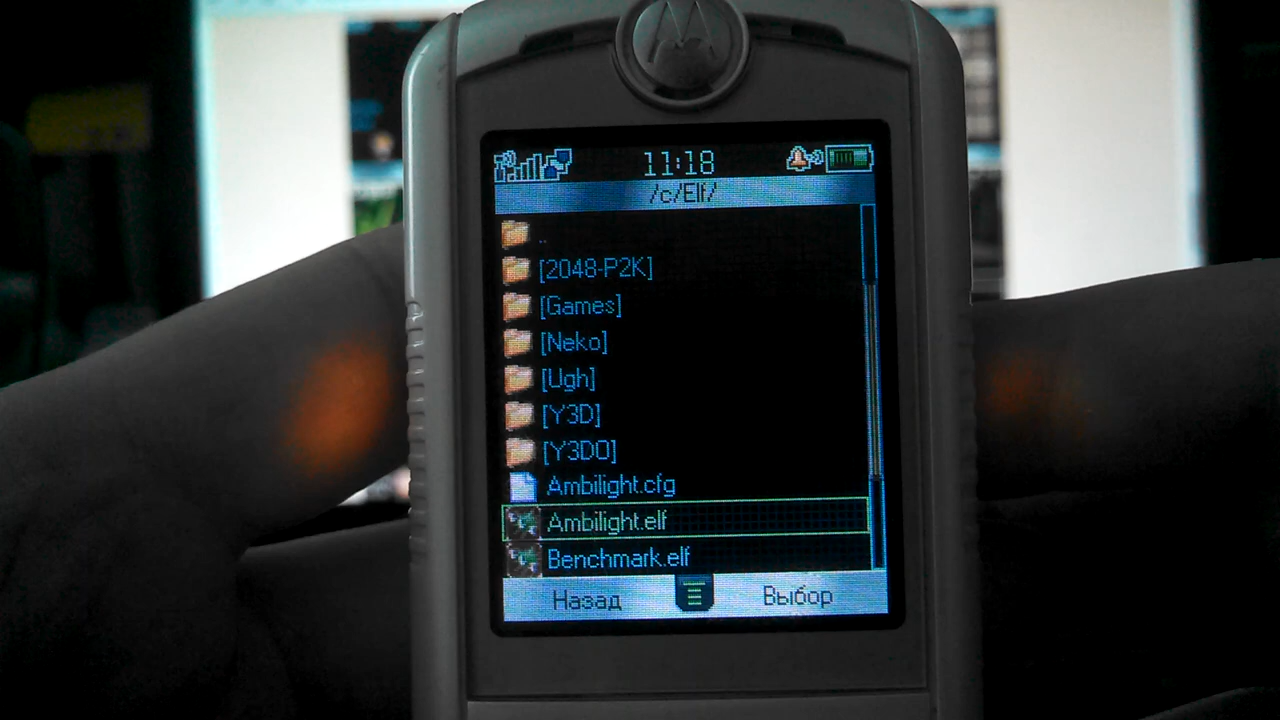 11:18
/c/Elf/
..
[2048-P2K]
[Games]
[Neko]
[Ugh]
[Y3D]
[Y3DO]
Ambilight.cfg
Ambilight.elf
Benchmark.elf
Назад Выбор